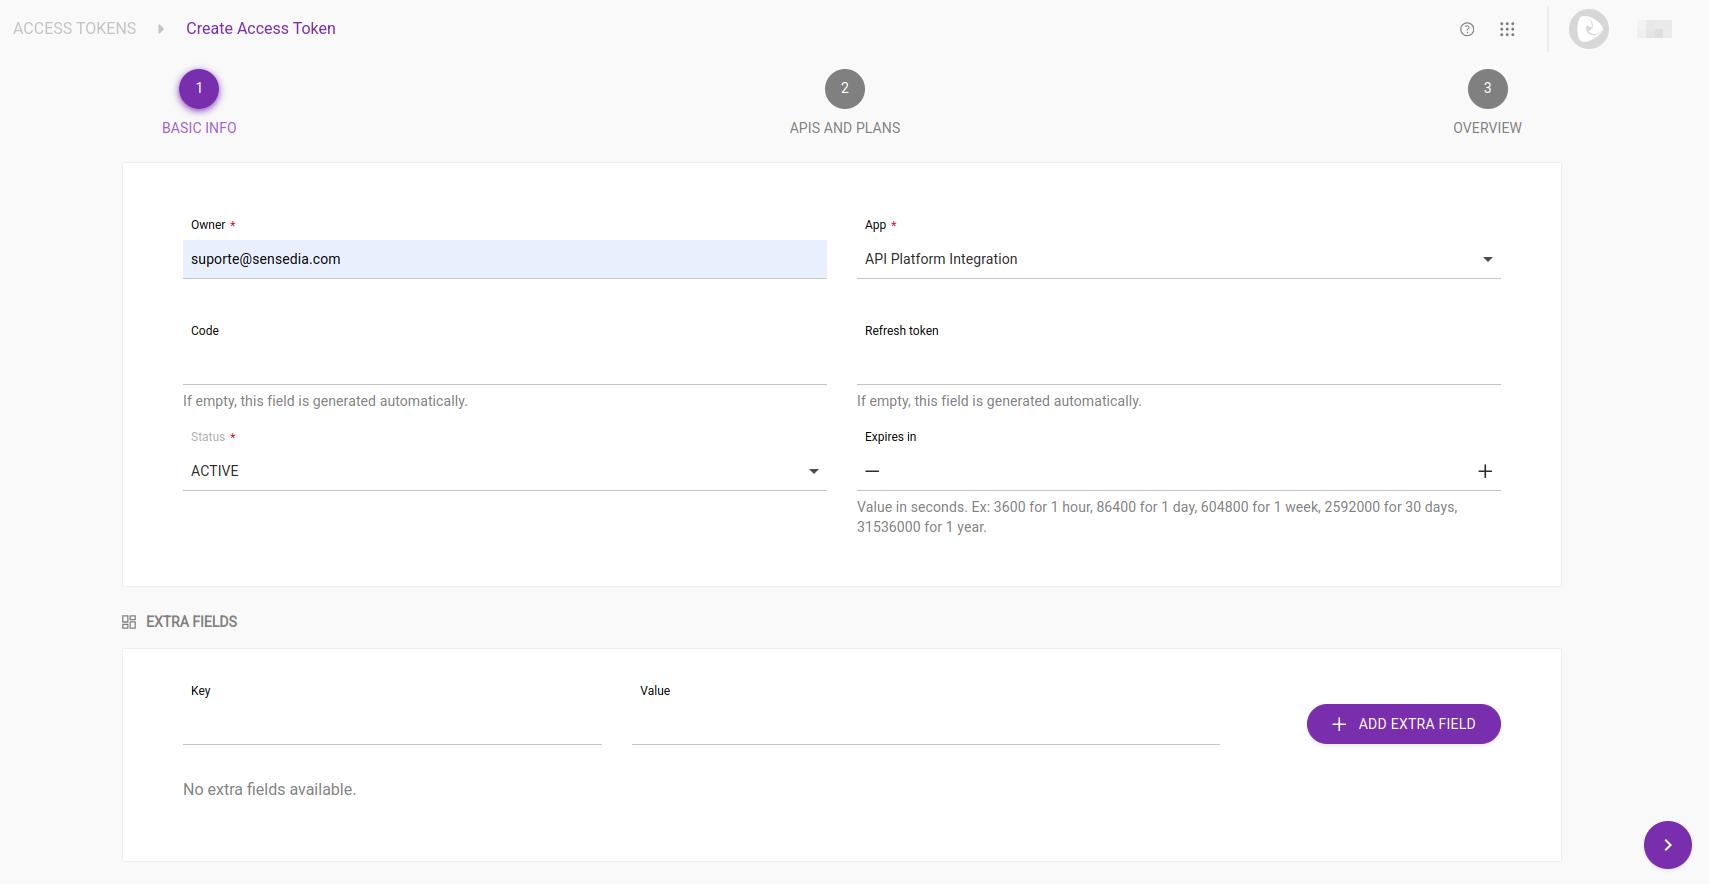 ACCESS TOKENS Create Access Token
1 2 3
BASIC INFO APIS AND PLANS OVERVIEW
Owner * App *
suporte@sensedia.com API Platform Integration
Code Refresh token
If empty, this field is generated automatically. If empty, this field is generated automatically.
Status * Expires in
ACTIVE
Value in seconds. Ex: 3600 for 1 hour, 86400 for 1 day, 604800 for 1 week, 2592000 for 30 days,
31536000 for 1 year.
EXTRA FIELDS
Key Value
ADD EXTRA FIELD
No extra fields available.